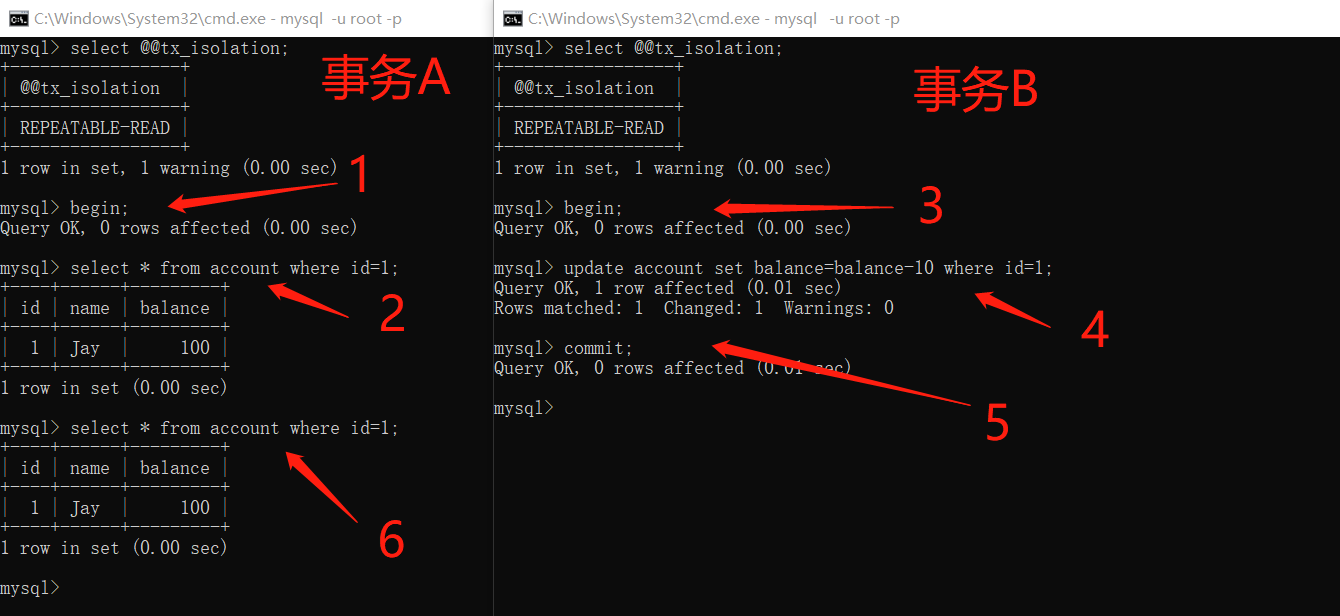 C:\Windows\System32\cmd.exe - mysql  -u root -p
mysql> select @@tx_isolation;
+-----------------+
| @@tx_isolation  |
+-----------------+
| REPEATABLE-READ |
+-----------------+
1 row in set, 1 warning (0.00 sec)
mysql> begin;
Query OK, 0 rows affected (0.00 sec)
mysql> select * from account where id=1;
+----+------+---------+
| id | name | balance |
+----+------+---------+
|  1 | Jay  |     100 |
+----+------+---------+
1 row in set (0.00 sec)
mysql> select * from account where id=1;
+----+------+---------+
| id | name | balance |
+----+------+---------+
|  1 | Jay  |     100 |
+----+------+---------+
1 row in set (0.00 sec)
mysql>
事务A
1
2
6
C:\Windows\System32\cmd.exe - mysql  -u root -p
mysql> select @@tx_isolation;
+-----------------+
| @@tx_isolation  |
+-----------------+
| REPEATABLE-READ |
+-----------------+
1 row in set, 1 warning (0.00 sec)
mysql> begin;
Query OK, 0 rows affected (0.00 sec)
mysql> update account set balance=balance-10 where id=1;
Query OK, 1 row affected (0.01 sec)
Rows matched: 1  Changed: 1  Warnings: 0
mysql> commit;
Query OK, 0 rows affected (0.01 sec)
mysql>
事务B
3
4
5